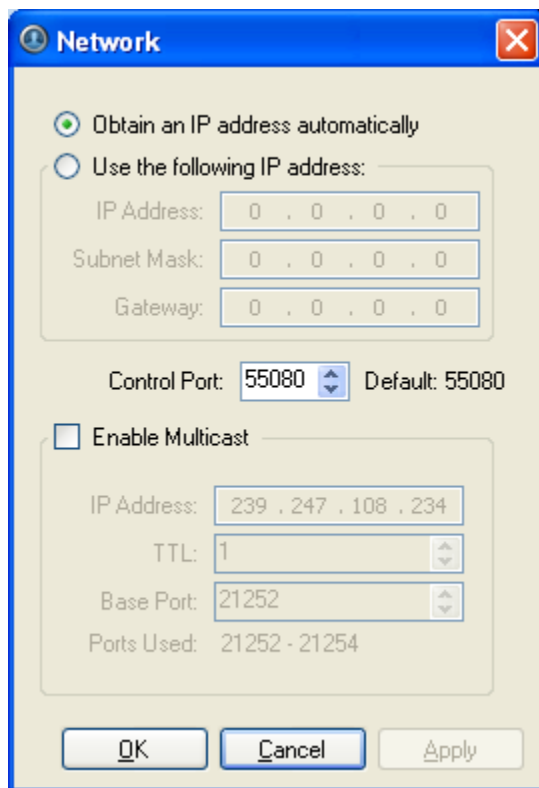 Network
Obtain an IP address automatically
Use the following IP address:
IP Address: 0 . 0 . 0 . 0
Subnet Mask: 0 . 0 . 0 . 0
Gateway: 0 . 0 . 0 . 0
Control Port: 55080 Default: 55080
Enable Multicast
IP Address: 239 . 247 . 108 . 234
TTL: 1
Base Port: 21252
Ports Used: 21252 - 21254
OK Cancel Apply